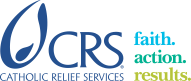 CRS
CATHOLIC RELIEF SERVICES
faith.
action.
results.